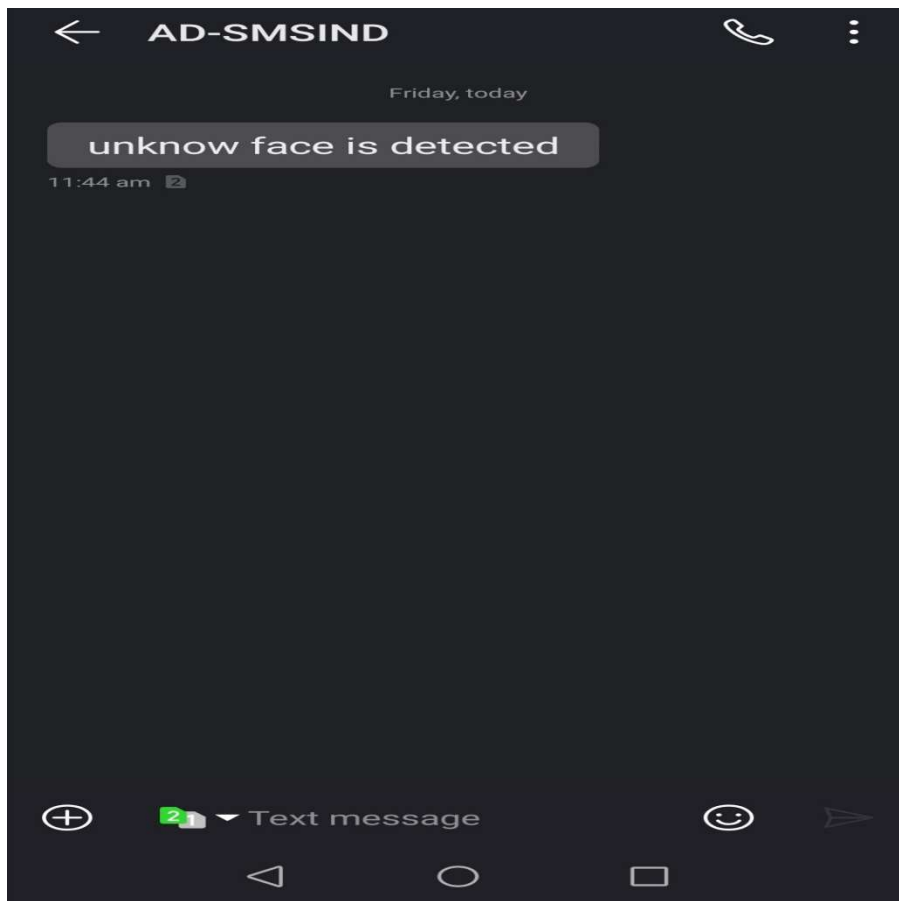 AD-SMSIND
Friday, today
unknow face is detected
11:44 am 2
2 1 Text message